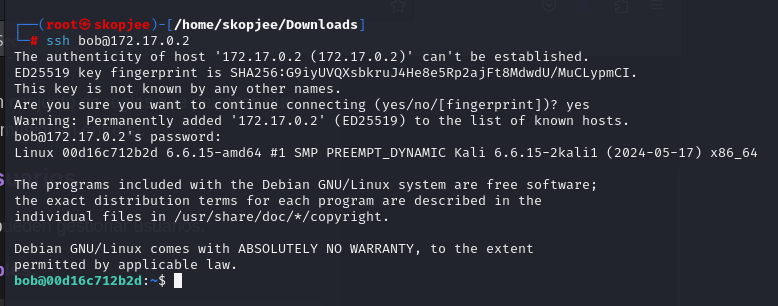 ┌──(root㉿skopjee)-[/home/skopjee/Downloads]
└─# ssh bob@172.17.0.2
The authenticity of host '172.17.0.2 (172.17.0.2)' can't be established.
ED25519 key fingerprint is SHA256:G9iyUVQXsbkruJ4He8e5Rp2ajFt8MdwdU/MuCLypmCI.
This key is not known by any other names.
Are you sure you want to continue connecting (yes/no/[fingerprint])? yes
Warning: Permanently added '172.17.0.2' (ED25519) to the list of known hosts.
bob@172.17.0.2's password:
Linux 00d16c712b2d 6.6.15-amd64 #1 SMP PREEMPT_DYNAMIC Kali 6.6.15-2kali1 (2024-05-17) x86_64
The programs included with the Debian GNU/Linux system are free software;
the exact distribution terms for each program are described in the
individual files in /usr/share/doc/*/copyright.
Debian GNU/Linux comes with ABSOLUTELY NO WARRANTY, to the extent
permitted by applicable law.
bob@00d16c712b2d:~$